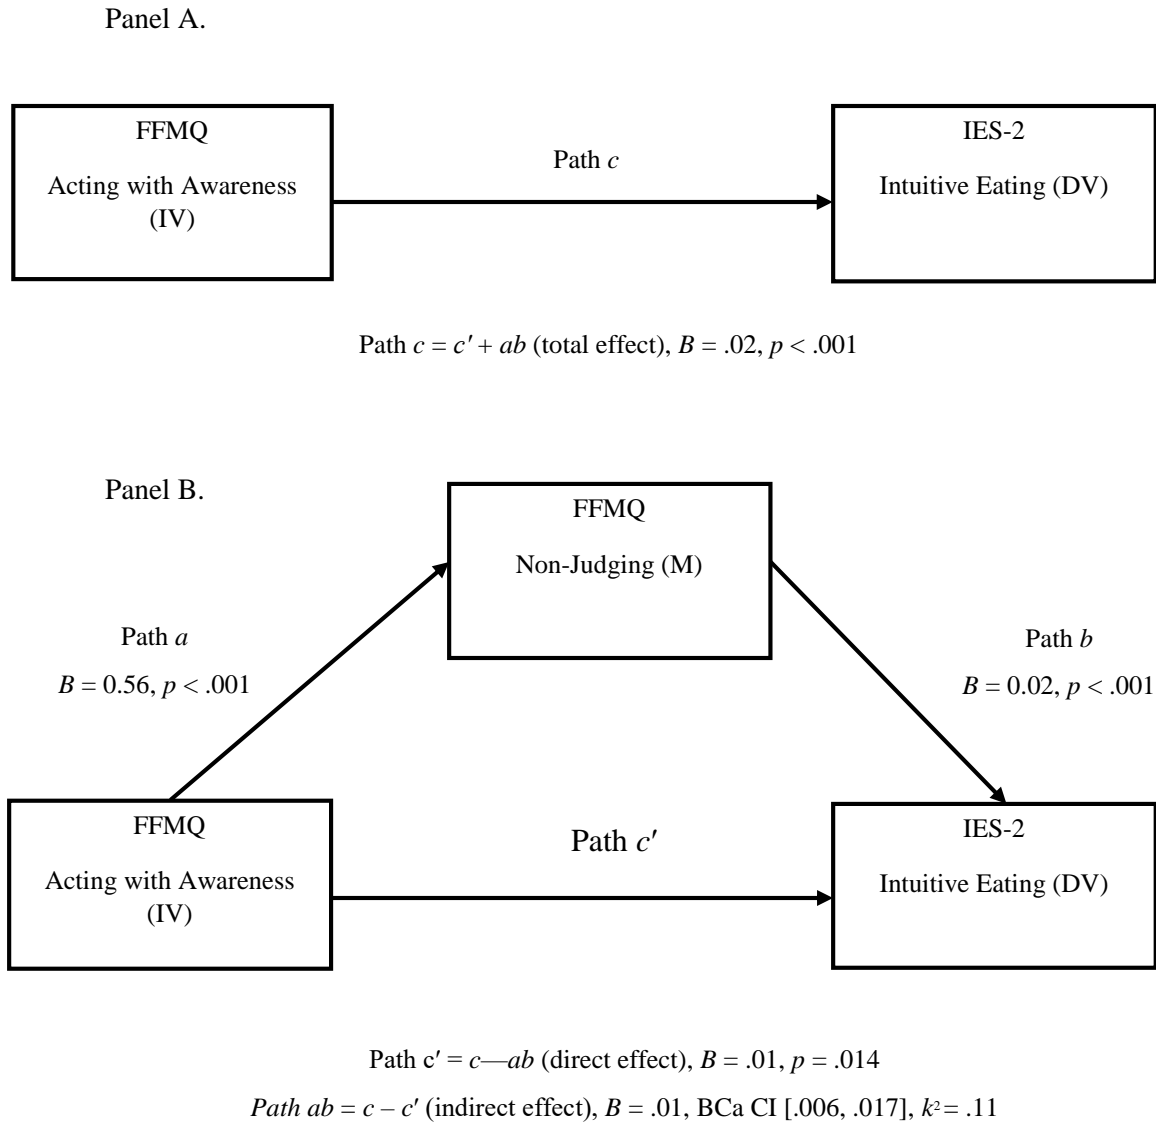 Panel A.
FFMQ
Acting with Awareness
(IV)
Path c
IES-2
Intuitive Eating (DV)
Path c = c′ + ab (total effect), B = .02, p < .001
Panel B.
FFMQ
Non-Judging (M)
Path a
B = 0.56, p < .001
Path b
B = 0.02, p < .001
FFMQ
Acting with Awareness
(IV)
Path c′
IES-2
Intuitive Eating (DV)
Path c′ = c—ab (direct effect), B = .01, p = .014
Path ab = c – c′ (indirect effect), B = .01, BCa CI [.006, .017], k² = .11